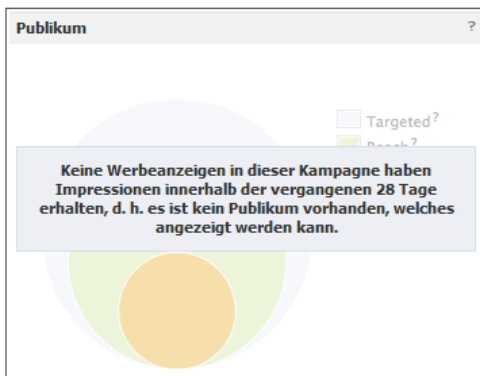 Publikum ?
Targeted?
Keine Werbeanzeigen in dieser Kampagne haben
Impressionen innerhalb der vergangenen 28 Tage
erhalten, d. h. es ist kein Publikum vorhanden, welches
angezeigt werden kann.